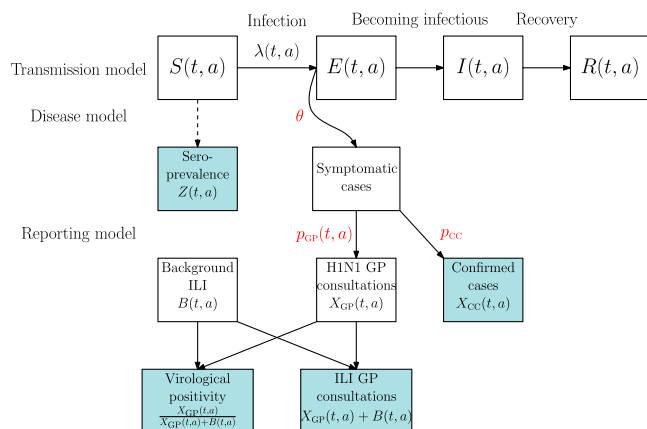 Infection
Becoming infectious
Recovery
Transmission model
S(t, a)
λ(t, a)
E(t, a)
I(t, a)
R(t, a)
Disease model
θ
Sero-
prevalence
Z(t, a)
Symptomatic
cases
Reporting model
p_GP(t, a)
p_CC
Background
ILI
B(t, a)
H1N1 GP
consultations
X_GP(t, a)
Confirmed
cases
X_CC(t, a)
Virological
positivity
X_GP(t,a)
X_GP(t,a)+B(t,a)
ILI GP
consultations
X_GP(t, a) + B(t, a)